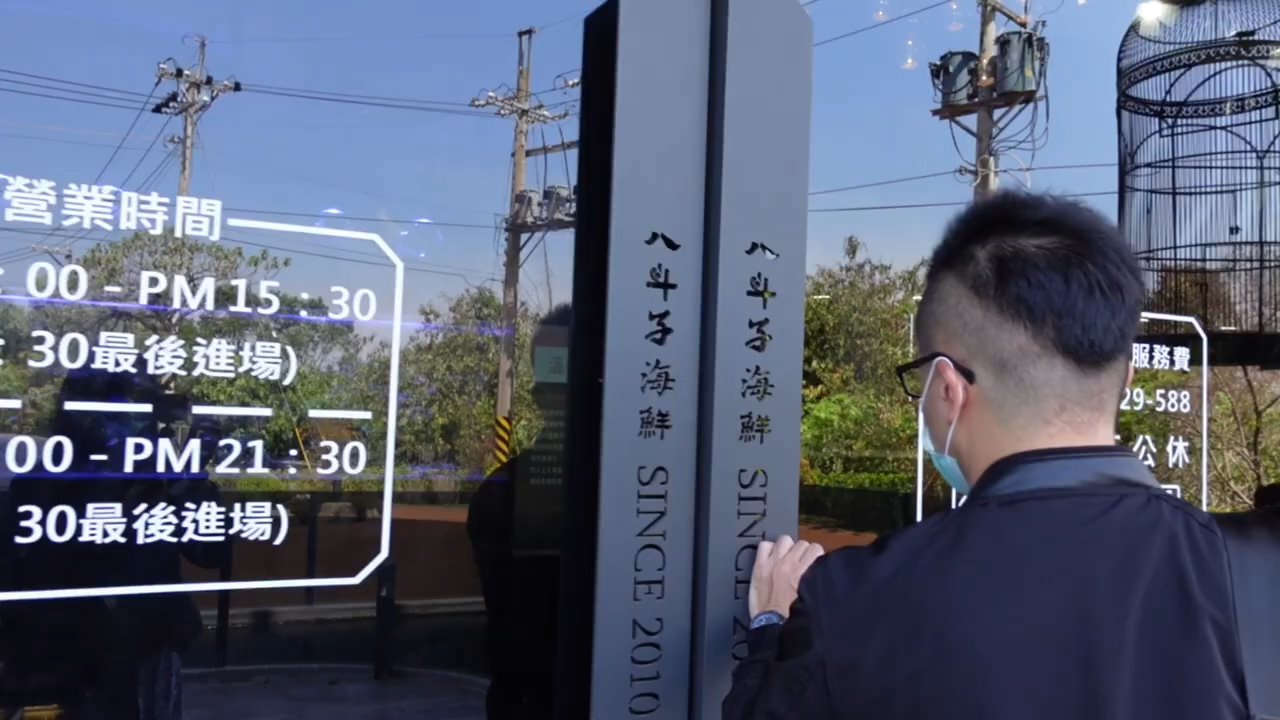 營業時間
: 00 - PM 15 : 30
30最後進場)
00 - PM 21 : 30
30最後進場)
八斗子海鮮 SINCE 2010
八斗子海鮮 SINCE 20
服務費
29-588
公休